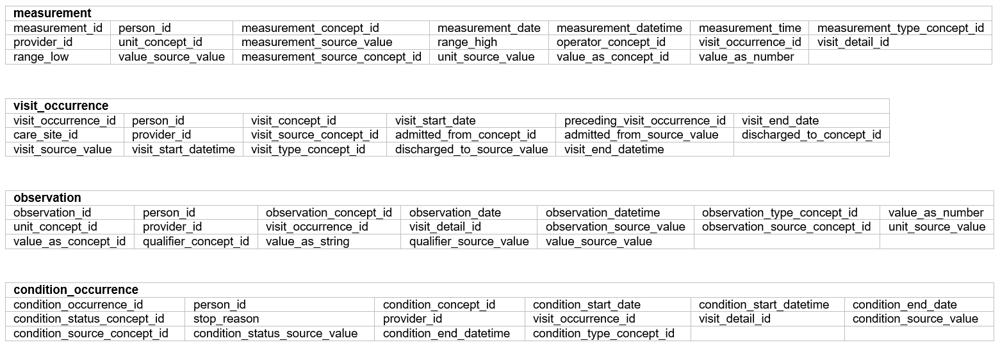 measurement
measurement_id person_id measurement_concept_id measurement_date measurement_datetime measurement_time measurement_type_concept_id
provider_id unit_concept_id measurement_source_value range_high operator_concept_id visit_occurrence_id visit_detail_id
range_low value_source_value measurement_source_concept_id unit_source_value value_as_concept_id value_as_number
visit_occurrence
visit_occurrence_id person_id visit_concept_id visit_start_date preceding_visit_occurrence_id visit_end_date
care_site_id provider_id visit_source_concept_id admitted_from_concept_id admitted_from_source_value discharged_to_concept_id
visit_source_value visit_start_datetime visit_type_concept_id discharged_to_source_value visit_end_datetime
observation
observation_id person_id observation_concept_id observation_date observation_datetime observation_type_concept_id value_as_number
unit_concept_id provider_id visit_occurrence_id visit_detail_id observation_source_value observation_source_concept_id unit_source_value
value_as_concept_id qualifier_concept_id value_as_string qualifier_source_value value_source_value
condition_occurrence
condition_occurrence_id person_id condition_concept_id condition_start_date condition_start_datetime condition_end_date
condition_status_concept_id stop_reason provider_id visit_occurrence_id visit_detail_id condition_source_value
condition_source_concept_id condition_status_source_value condition_end_datetime condition_type_concept_id